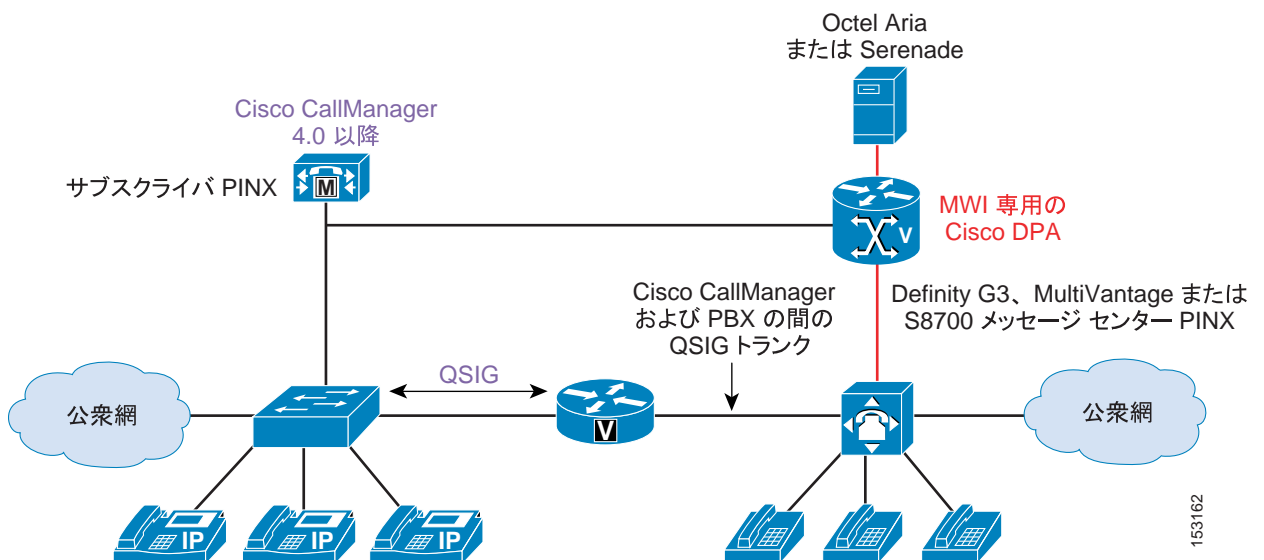 Octel Aria
または Serenade
Cisco CallManager
4.0 以降
サブスクライバ PINX
M
V
MWI 専用の
Cisco DPA
Cisco CallManager
および PBX の間の
QSIG トランク
Definity G3、MultiVantage または
S8700 メッセージ センター PINX
QSIG
公衆網
V
公衆網
IP
IP
IP
153162